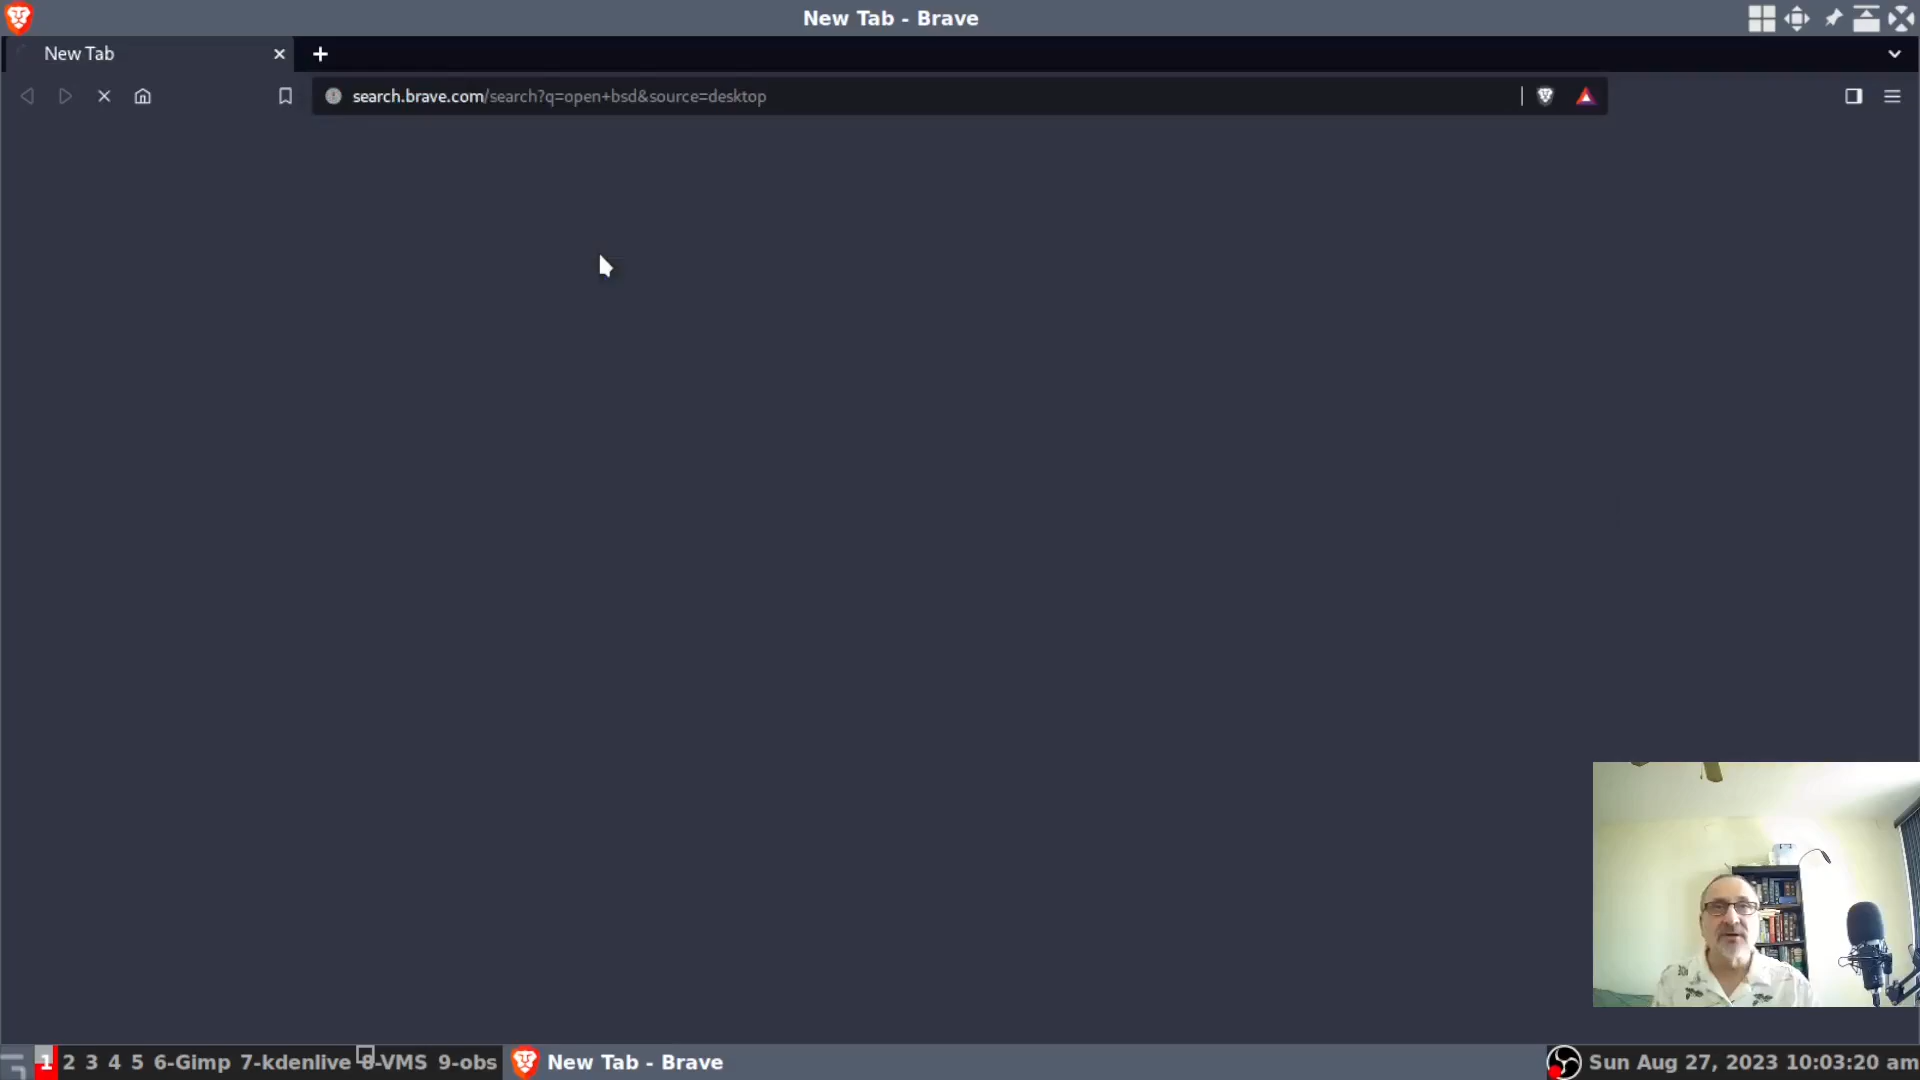 New Tab - Brave
New Tab
search.brave.com/search?q=open+bsd&source=desktop
1 2 3 4 5 6-Gimp 7-kdenlive 8-VMS 9-obs New Tab - Brave Sun Aug 27, 2023 10:03:20 am